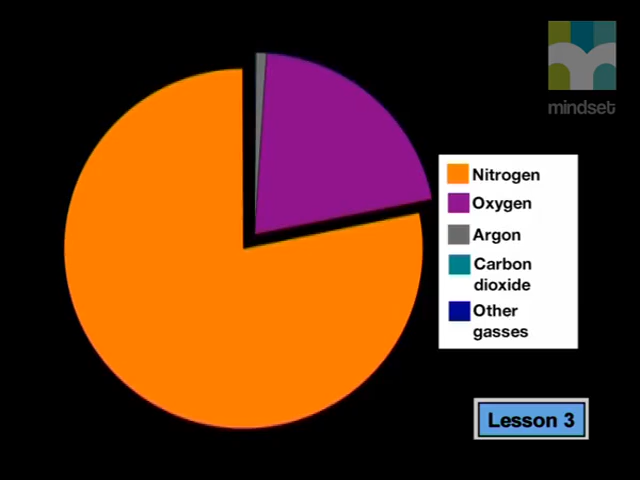 mindset
Nitrogen
Oxygen
Argon
Carbon
dioxide
Other
gasses
Lesson 3